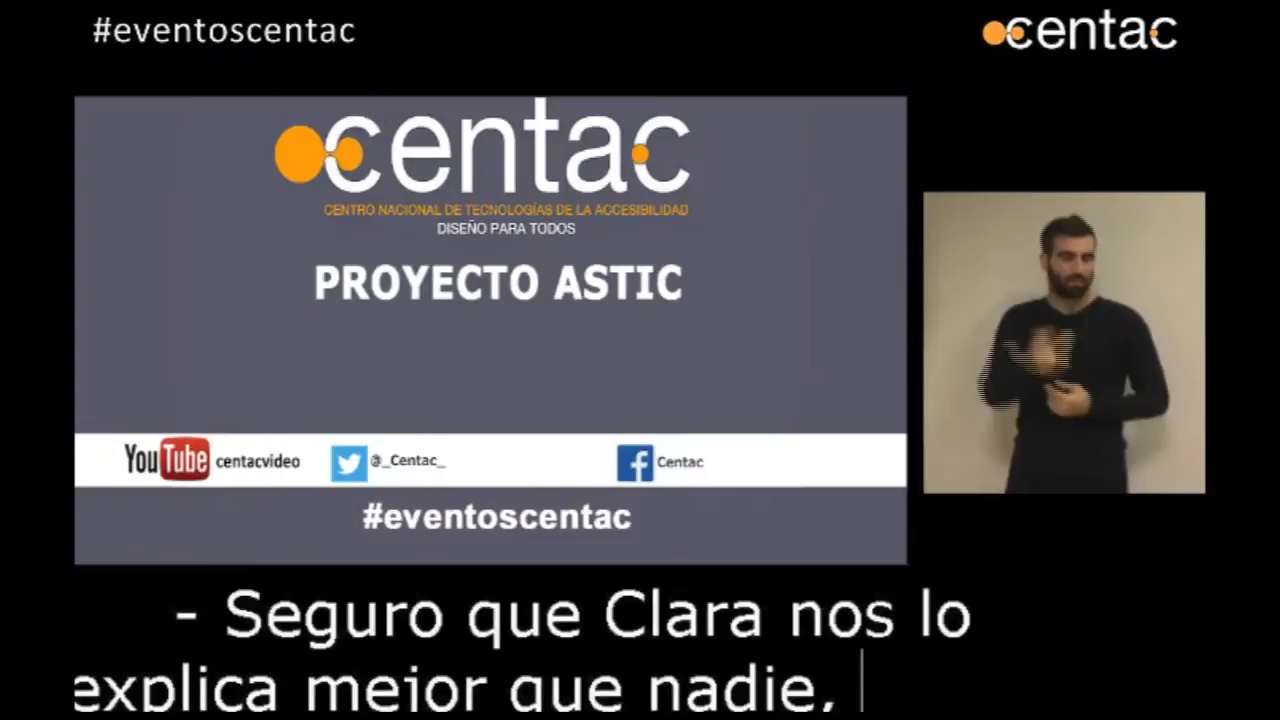 #eventoscentac
centac
centac
CENTRO NACIONAL DE TECNOLOGÍAS DE LA ACCESIBILIDAD
DISEÑO PARA TODOS
PROYECTO ASTIC
YouTube centacvideo
@_Centac_
Centac
#eventoscentac
- Seguro que Clara nos lo
explica mejor que nadie,